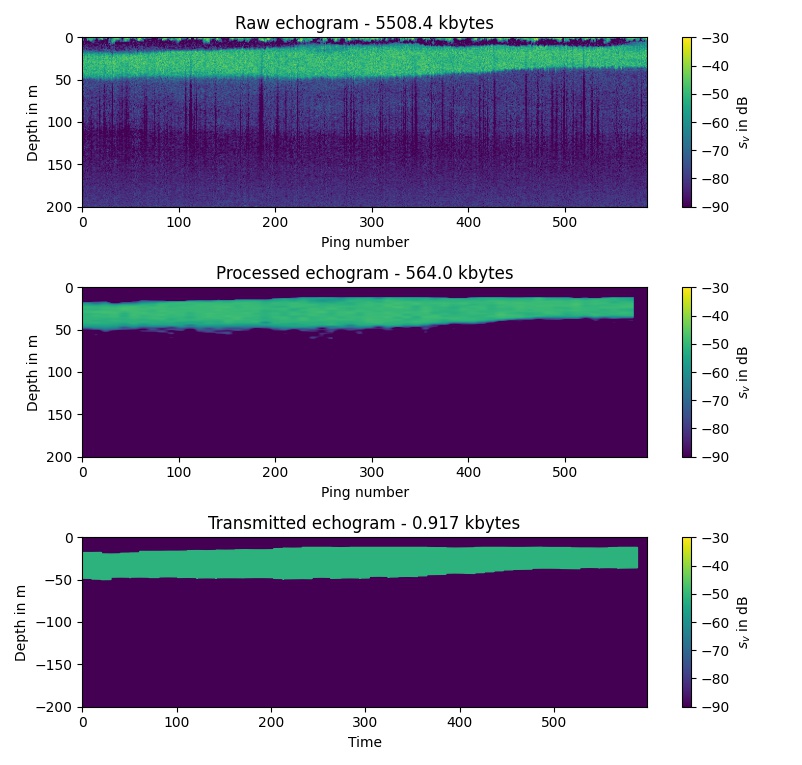 Raw echogram - 5508.4 kbytes
0
50
100
150
200
Depth in m
0 100 200 300 400 500
Ping number
−30
−40
−50
−60
−70
−80
−90
sv in dB
Processed echogram - 564.0 kbytes
0
50
100
150
200
Depth in m
0 100 200 300 400 500
Ping number
−30
−40
−50
−60
−70
−80
−90
sv in dB
Transmitted echogram - 0.917 kbytes
0
−50
−100
−150
−200
Depth in m
0 100 200 300 400 500
Time
−30
−40
−50
−60
−70
−80
−90
sv in dB